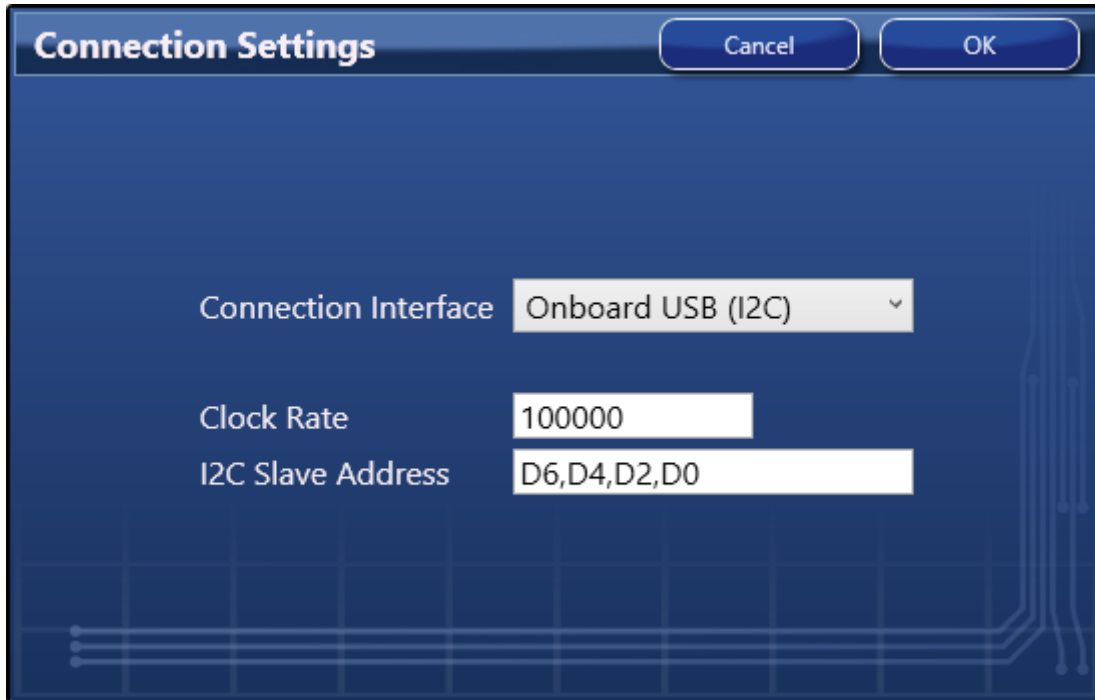 Connection Settings Cancel OK
Connection Interface Onboard USB (I2C)
Clock Rate 100000
I2C Slave Address D6,D4,D2,D0